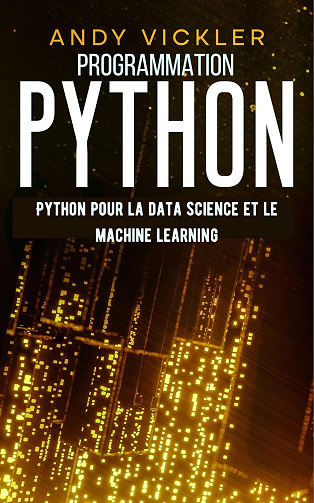 ANDY VICKLER
PROGRAMMATION
PYTHON
PYTHON POUR LA DATA SCIENCE ET LE
MACHINE LEARNING